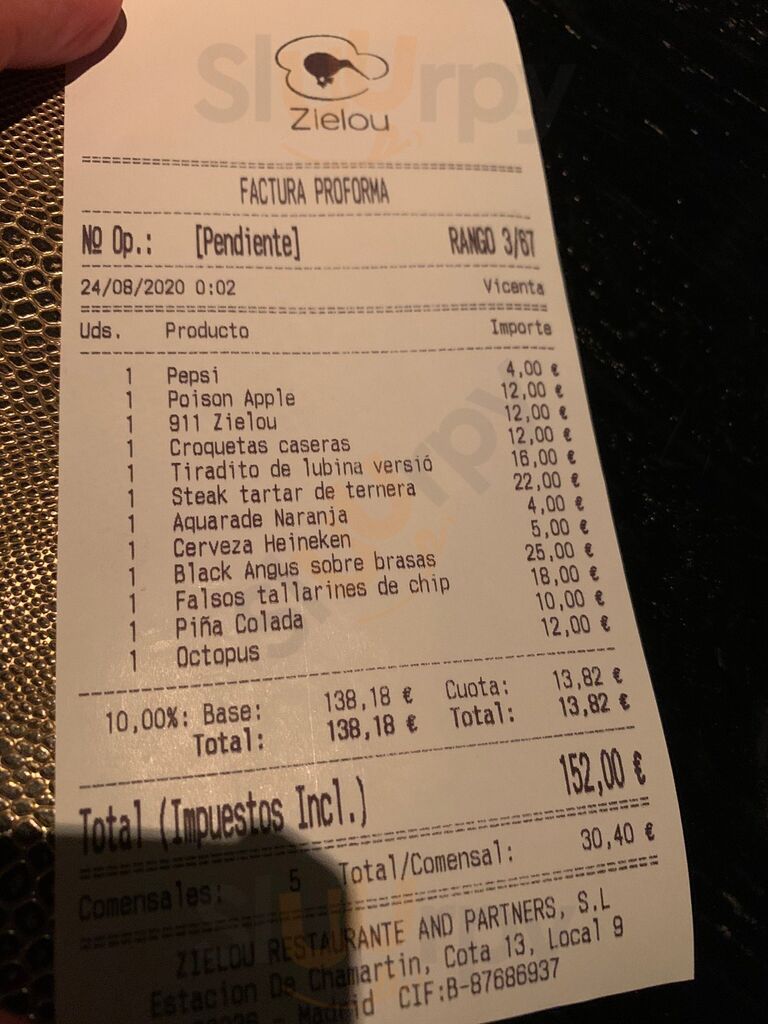 Zielou
FACTURA PROFORMA
Nº Op.: [Pendiente] RANGO 3/67
24/08/2020 0:02 Vicenta
Uds. Producto Importe
1 Pepsi 4,00 €
1 Poison Apple 12,00 €
1 911 Zielou 12,00 €
1 Croquetas caseras 12,00 €
1 Tiradito de lubina versió 16,00 €
1 Steak tartar de ternera 22,00 €
1 Aquarade Naranja 4,00 €
1 Cerveza Heineken 5,00 €
1 Black Angus sobre brasas 25,00 €
1 Falsos tallarines de chip 18,00 €
1 Piña Colada 10,00 €
1 Octopus 12,00 €
10,00%: Base: 138,18 € Cuota: 13,82 €
Total: 138,18 € Total: 13,82 €
Total (Impuestos Incl.) 152,00 €
Comensales: 5 Total/Comensal: 30,40 €
ZIELOU RESTAURANTE AND PARTNERS, S.L
Estacion De Chamartin, Cota 13, Local 9
- Madrid CIF:B-87686937
Slurpy